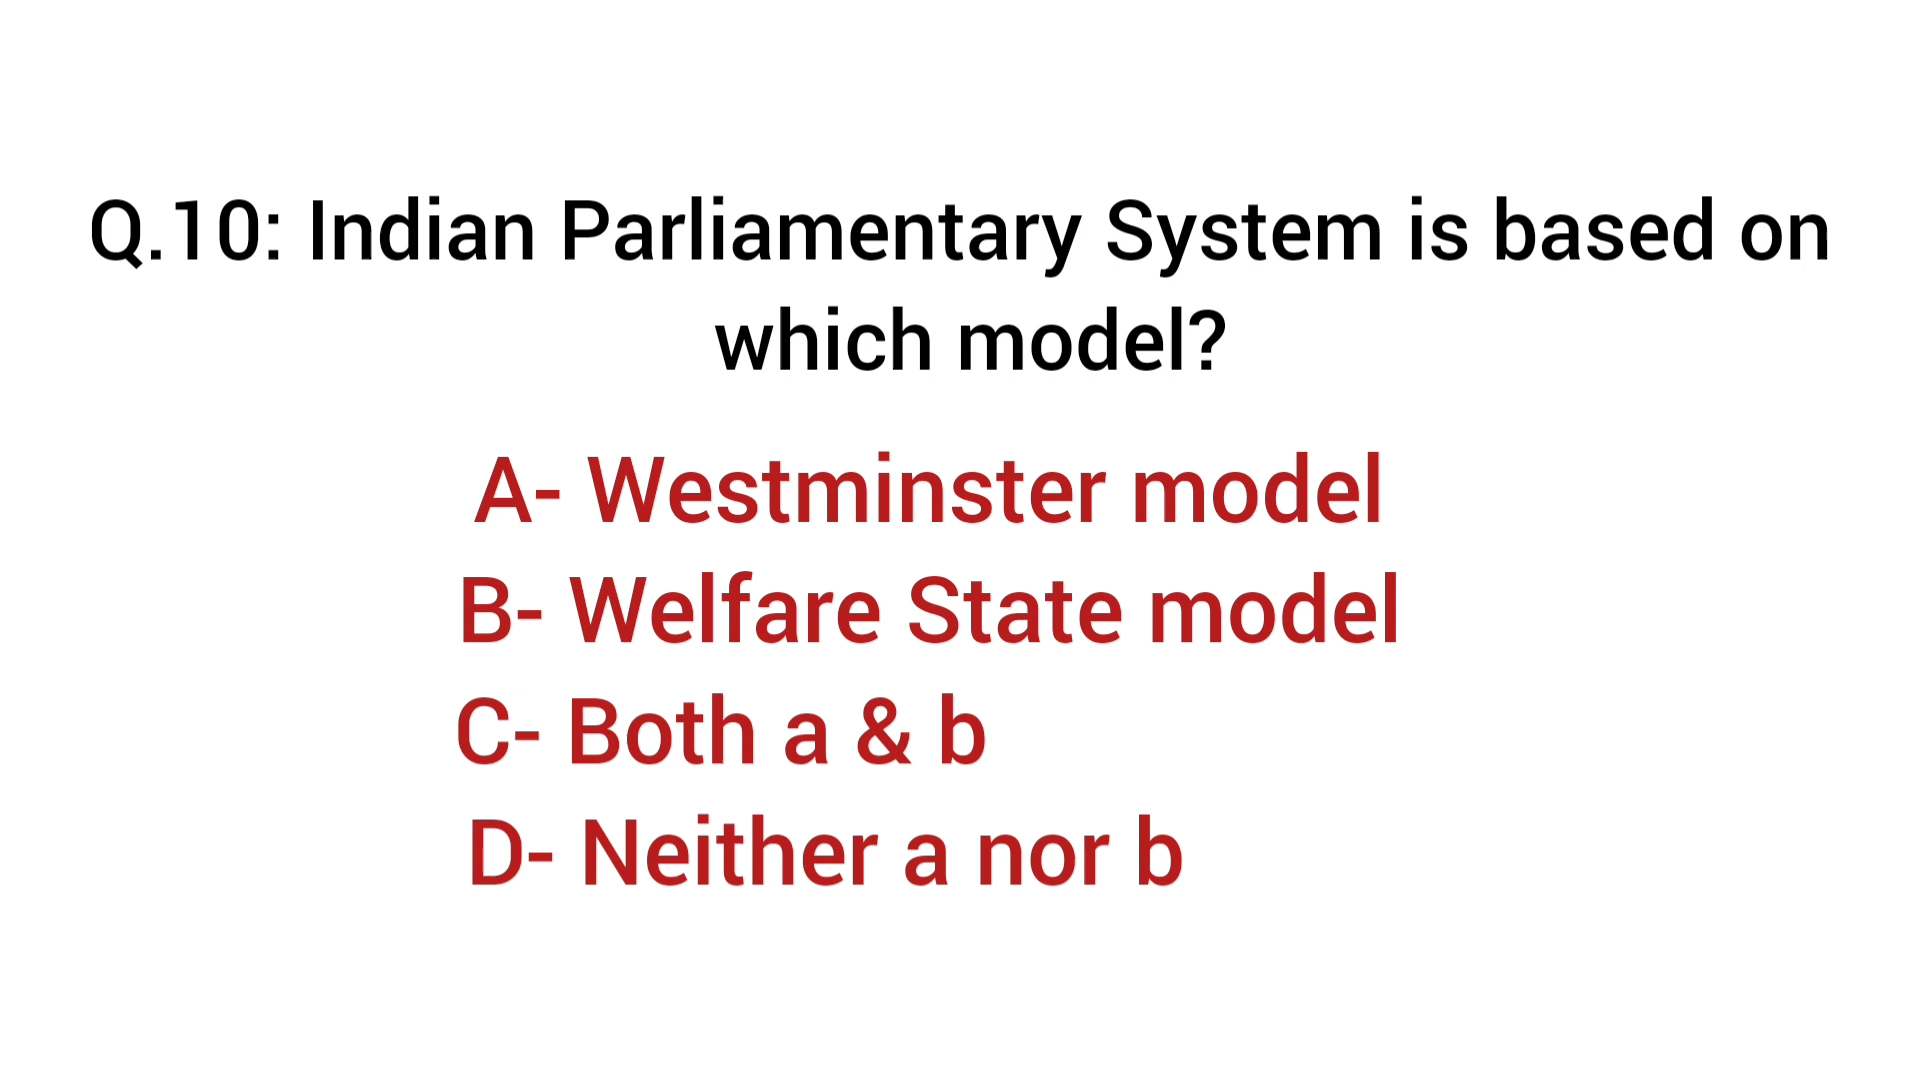 Q.10: Indian Parliamentary System is based on
which model?
A- Westminster model
B- Welfare State model
C- Both a & b
D- Neither a nor b